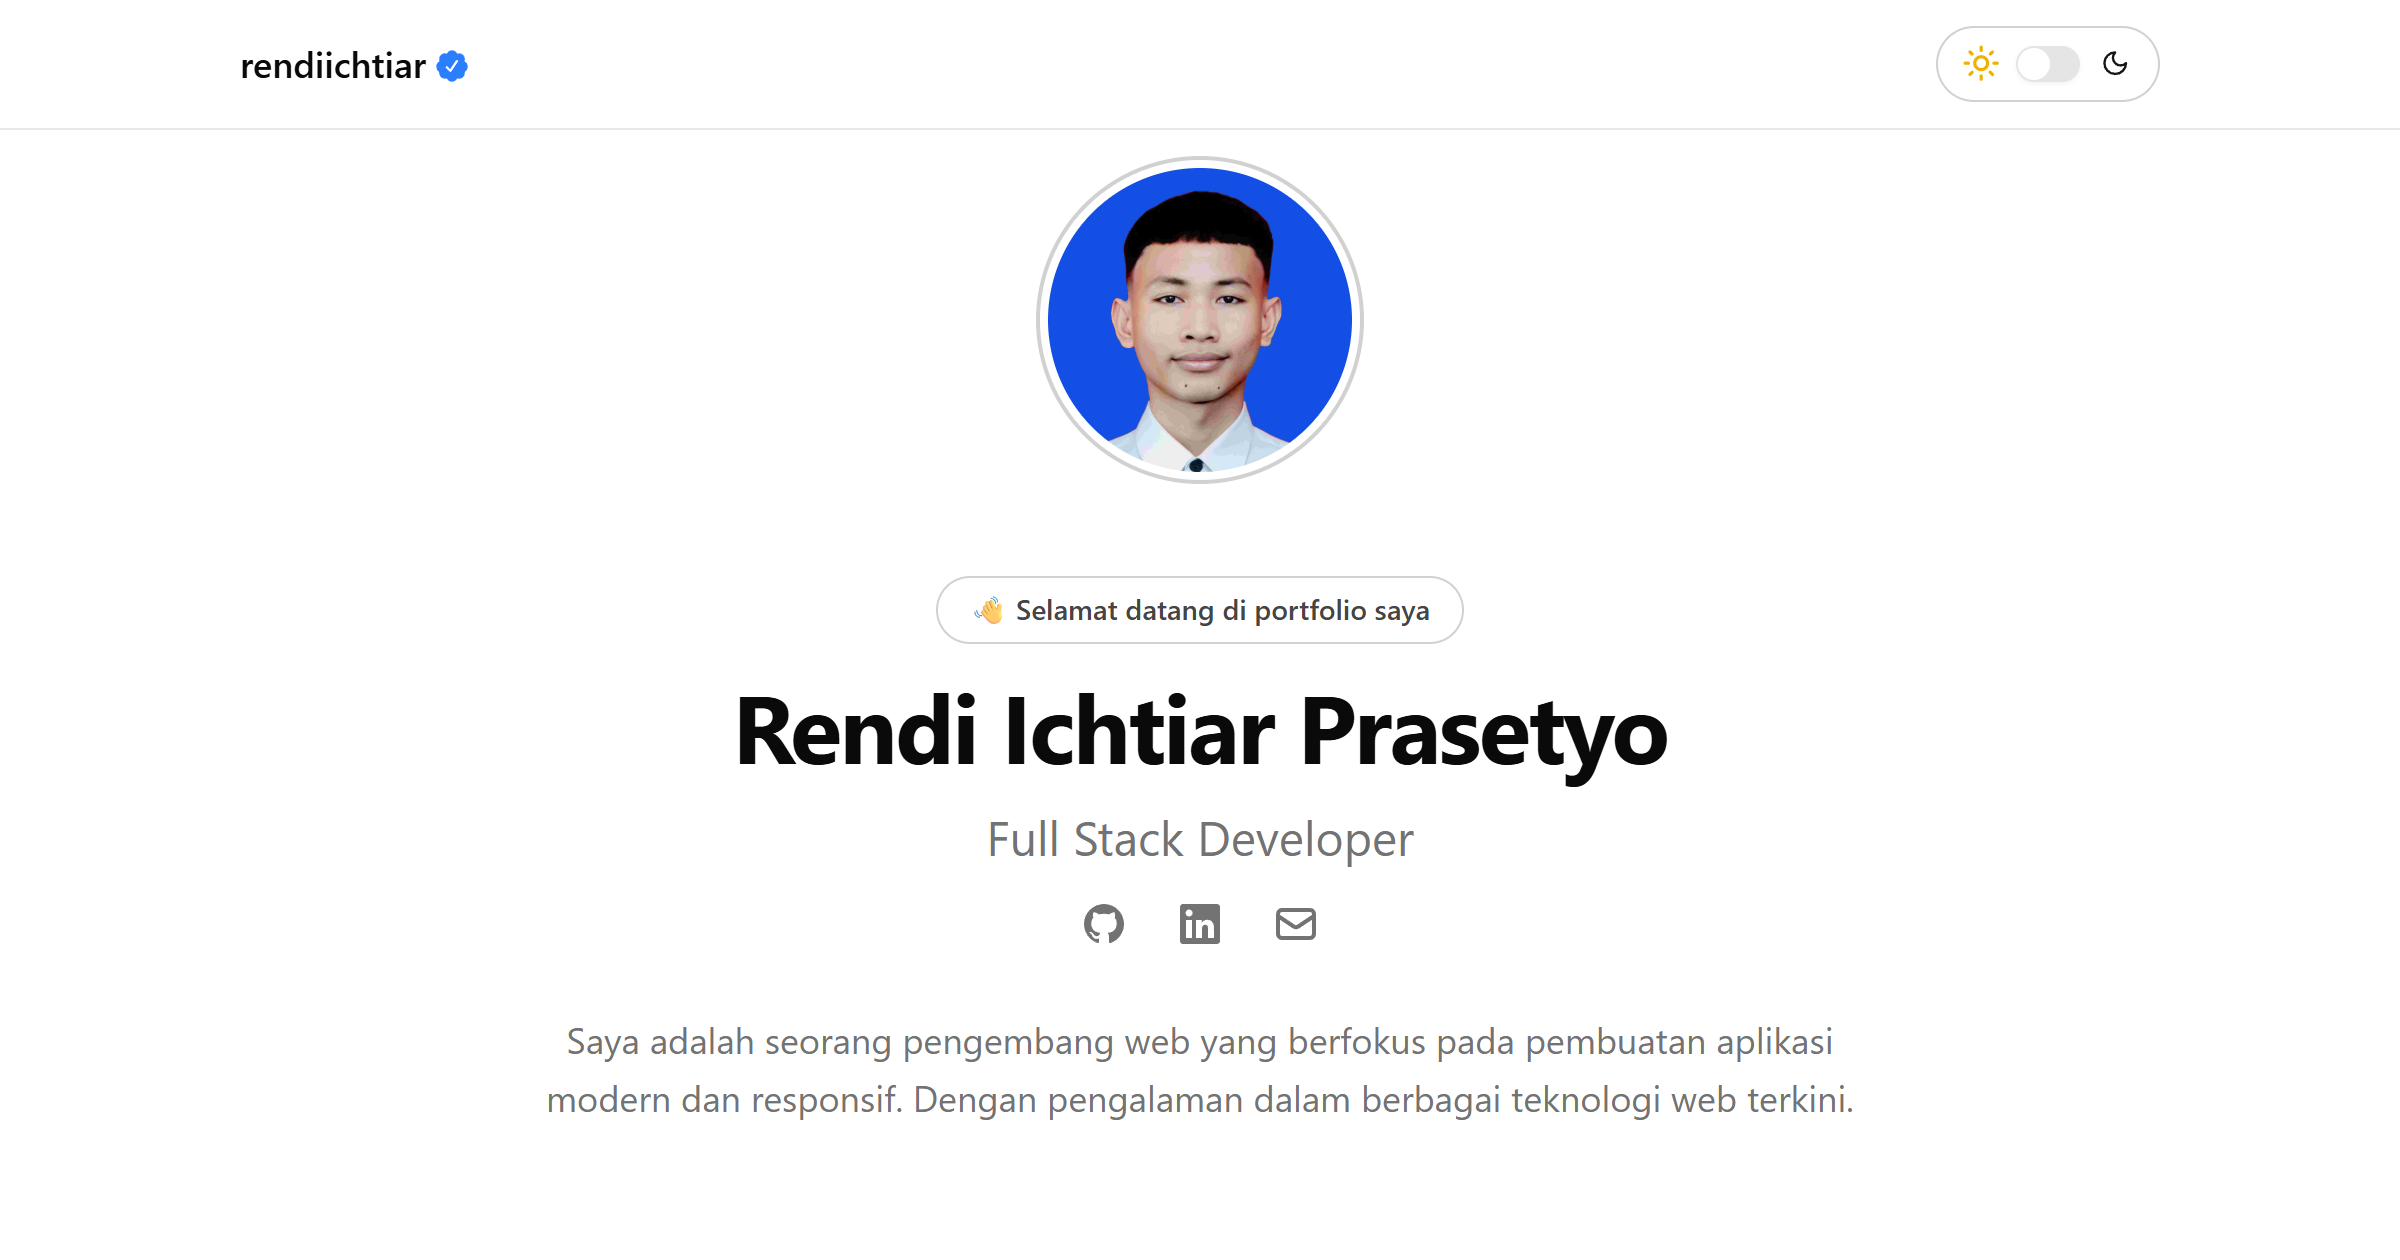 rendiichtiar
👋 Selamat datang di portfolio saya
Rendi Ichtiar Prasetyo
Full Stack Developer
in
Saya adalah seorang pengembang web yang berfokus pada pembuatan aplikasi
modern dan responsif. Dengan pengalaman dalam berbagai teknologi web terkini.